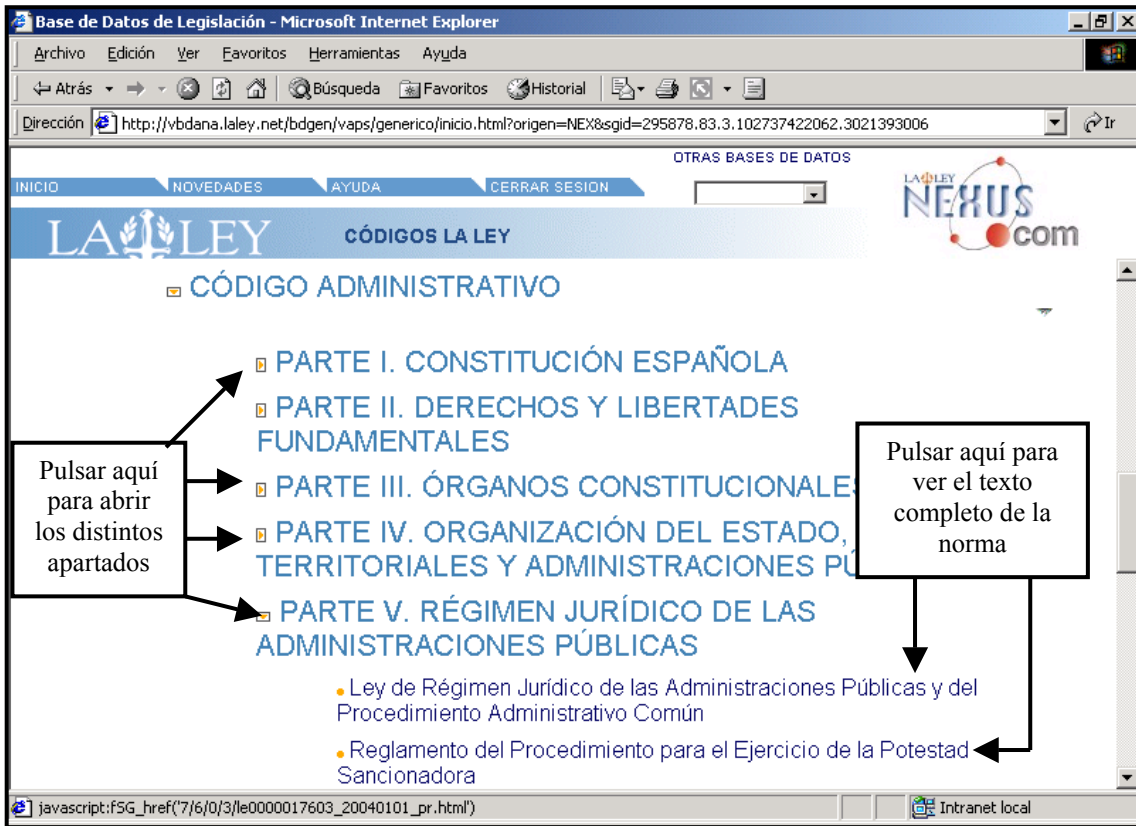 Base de Datos de Legislación - Microsoft Internet Explorer
Archivo Edición Ver Favoritos Herramientas Ayuda
Atrás Búsqueda Favoritos Historial
Dirección http://vbdana.laley.net/bdgen/vaps/generico/inicio.html?origen=NEX&sgid=295878.83.3.102737422062.3021393006 Ir
OTRAS BASES DE DATOS
INICIO NOVEDADES AYUDA CERRAR SESION
LA LEY
NEXUS
.com
LA LEY CÓDIGOS LA LEY
CÓDIGO ADMINISTRATIVO
PARTE I. CONSTITUCIÓN ESPAÑOLA
PARTE II. DERECHOS Y LIBERTADES
FUNDAMENTALES
PARTE III. ÓRGANOS CONSTITUCIONALES
PARTE IV. ORGANIZACIÓN DEL ESTADO,
TERRITORIALES Y ADMINISTRACIONES PÚ
PARTE V. RÉGIMEN JURÍDICO DE LAS
ADMINISTRACIONES PÚBLICAS
Ley de Régimen Jurídico de las Administraciones Públicas y del
Procedimiento Administrativo Común
Reglamento del Procedimiento para el Ejercicio de la Potestad
Sancionadora
Pulsar aquí
para abrir
los distintos
apartados
Pulsar aquí para
ver el texto
completo de la
norma
javascript:fSG_href('7/6/0/3/le0000017603_20040101_pr.html') Intranet local